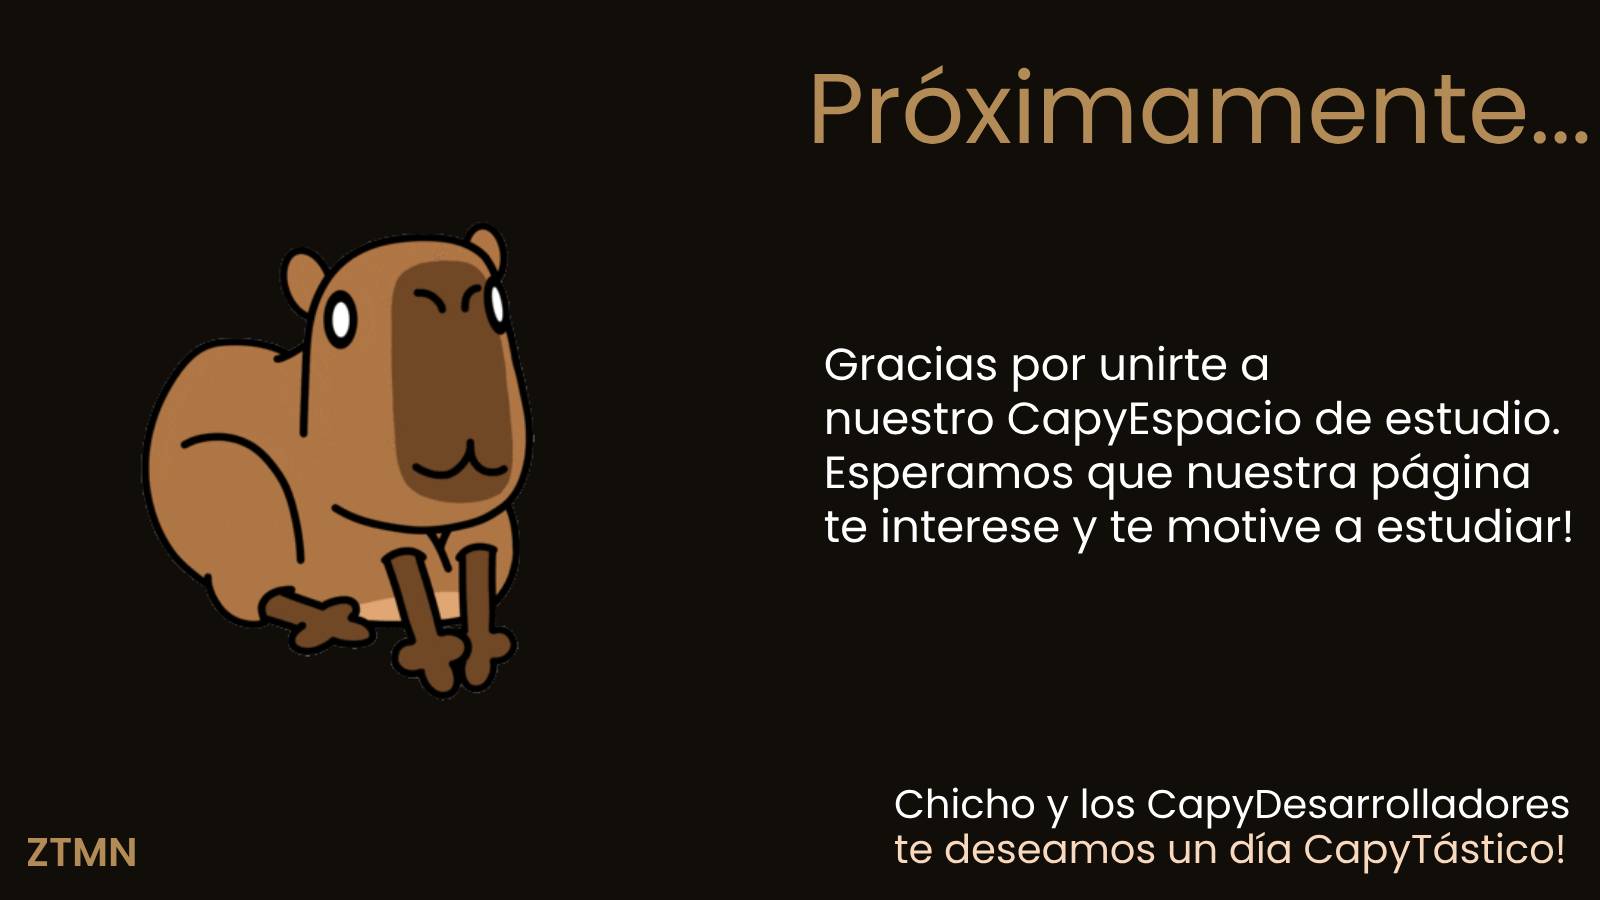 Próximamente...
Gracias por unirte a
nuestro CapyEspacio de estudio.
Esperamos que nuestra página
te interese y te motive a estudiar!
Chicho y los CapyDesarrolladores
te deseamos un día CapyTástico!
ZTMN